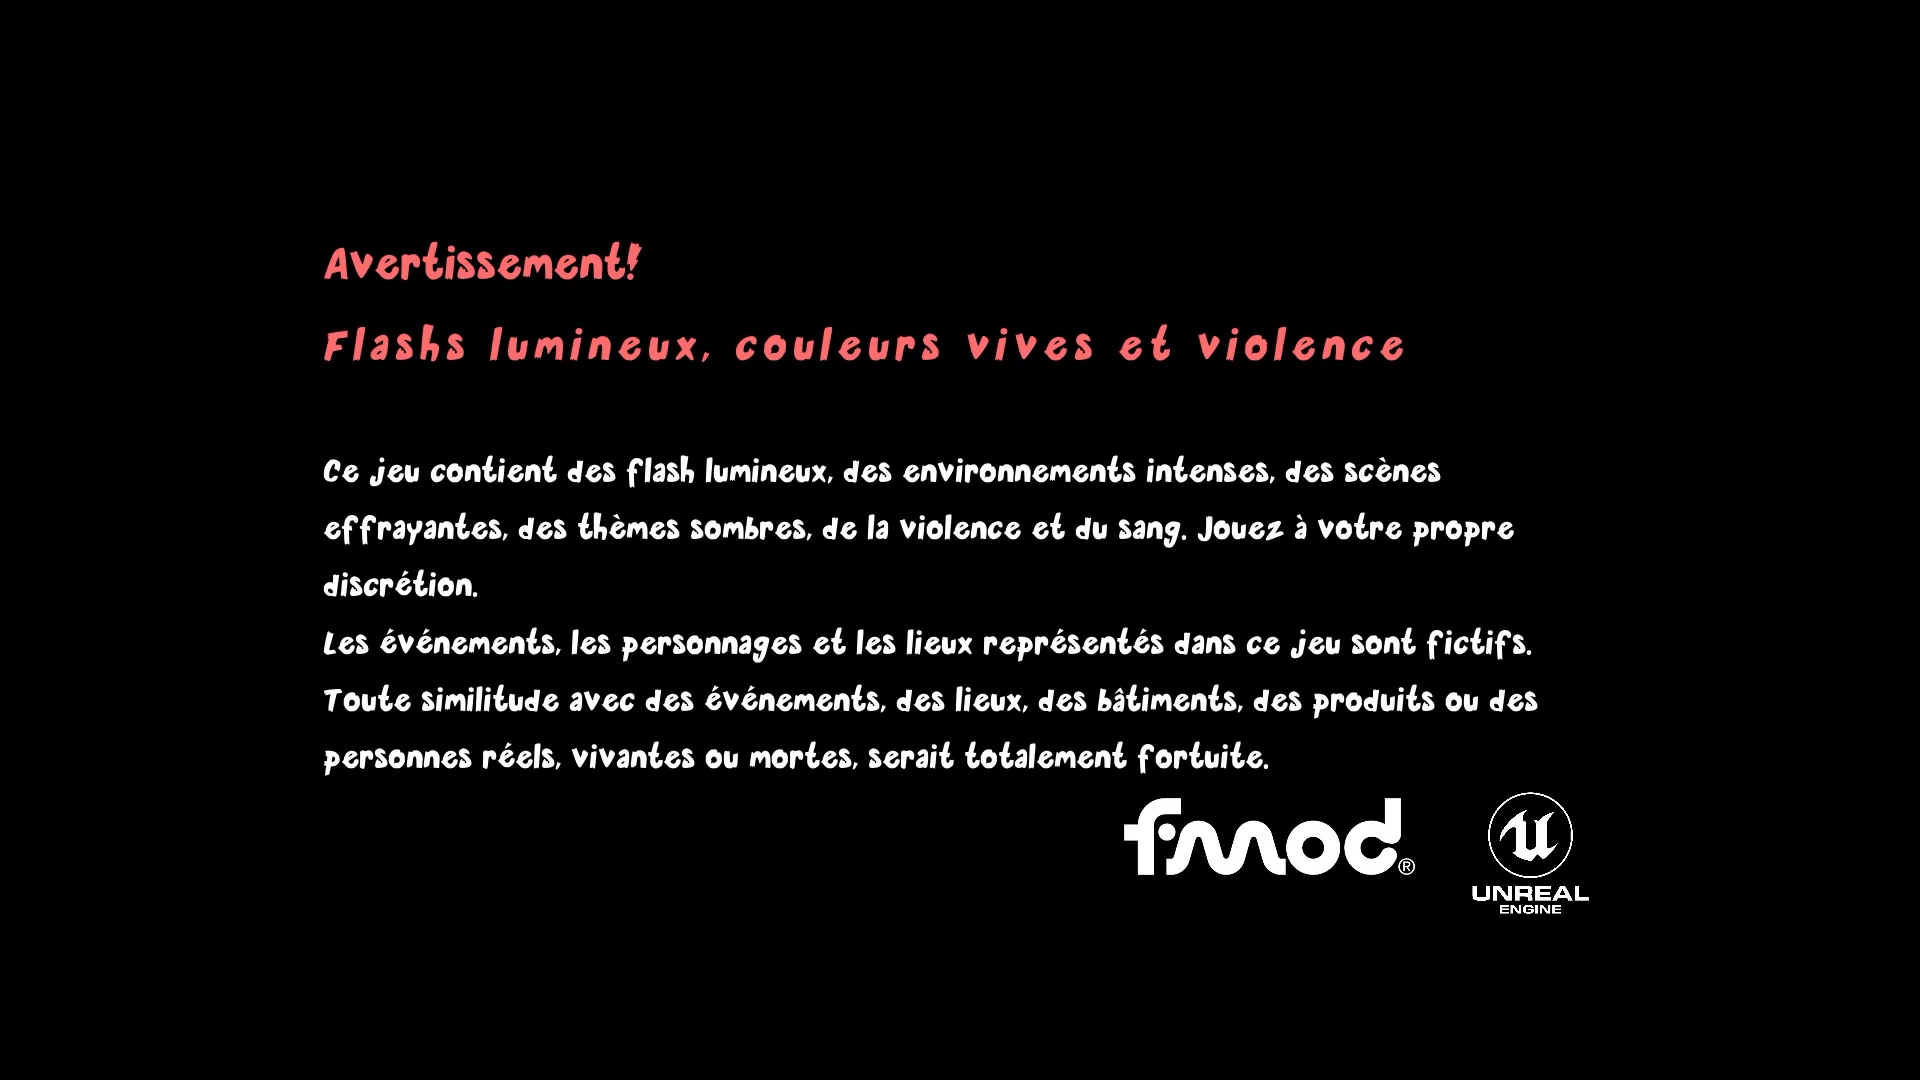 Avertissement!
Flashs lumineux, couleurs vives et violence
Ce jeu contient des flash lumineux, des environnements intenses, des scènes
effrayantes, des thèmes sombres, de la violence et du sang. Jouez à votre propre
discrétion.
Les événements, les personnages et les lieux représentés dans ce jeu sont fictifs.
Toute similitude avec des événements, des lieux, des bâtiments, des produits ou des
personnes réels, vivantes ou mortes, serait totalement fortuite.
fmod®
UNREAL
ENGINE